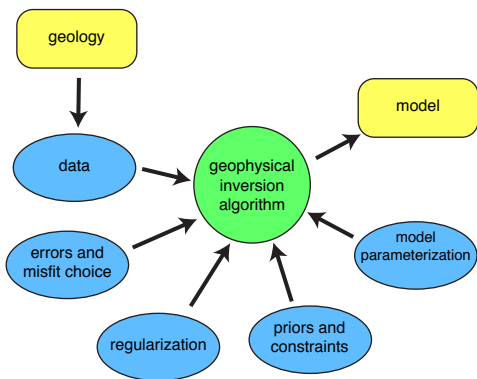 geology
model
data
geophysical
inversion
algorithm
errors and
misfit choice
model
parameterization
regularization
priors and
constraints